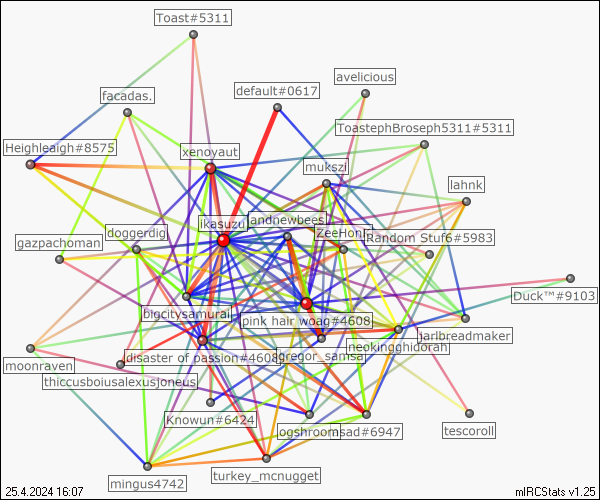 Toast#5311
avelicious
default#0617
facadas.
ToastephBroseph5311#5311
Heighleaigh#8575
xenoyaut
mukszi
lahnk
ikasuzu
andnewbees
doggerdig
ZeeHon
Random Stuf6#5983
gazpachoman
Duck™#9103
bigcitysamurai
pink hair woag#4608
jarlbreadmaker
neokingghidorah
disaster of passion#4608
gregor_samsa
moonraven
thiccusboiusalexusjoneus
Knowun#6424
ogshroom
sad#6947
tescoroll
turkey_mcnugget
mingus4742
25.4.2024 16:07
mIRCStats v1.25